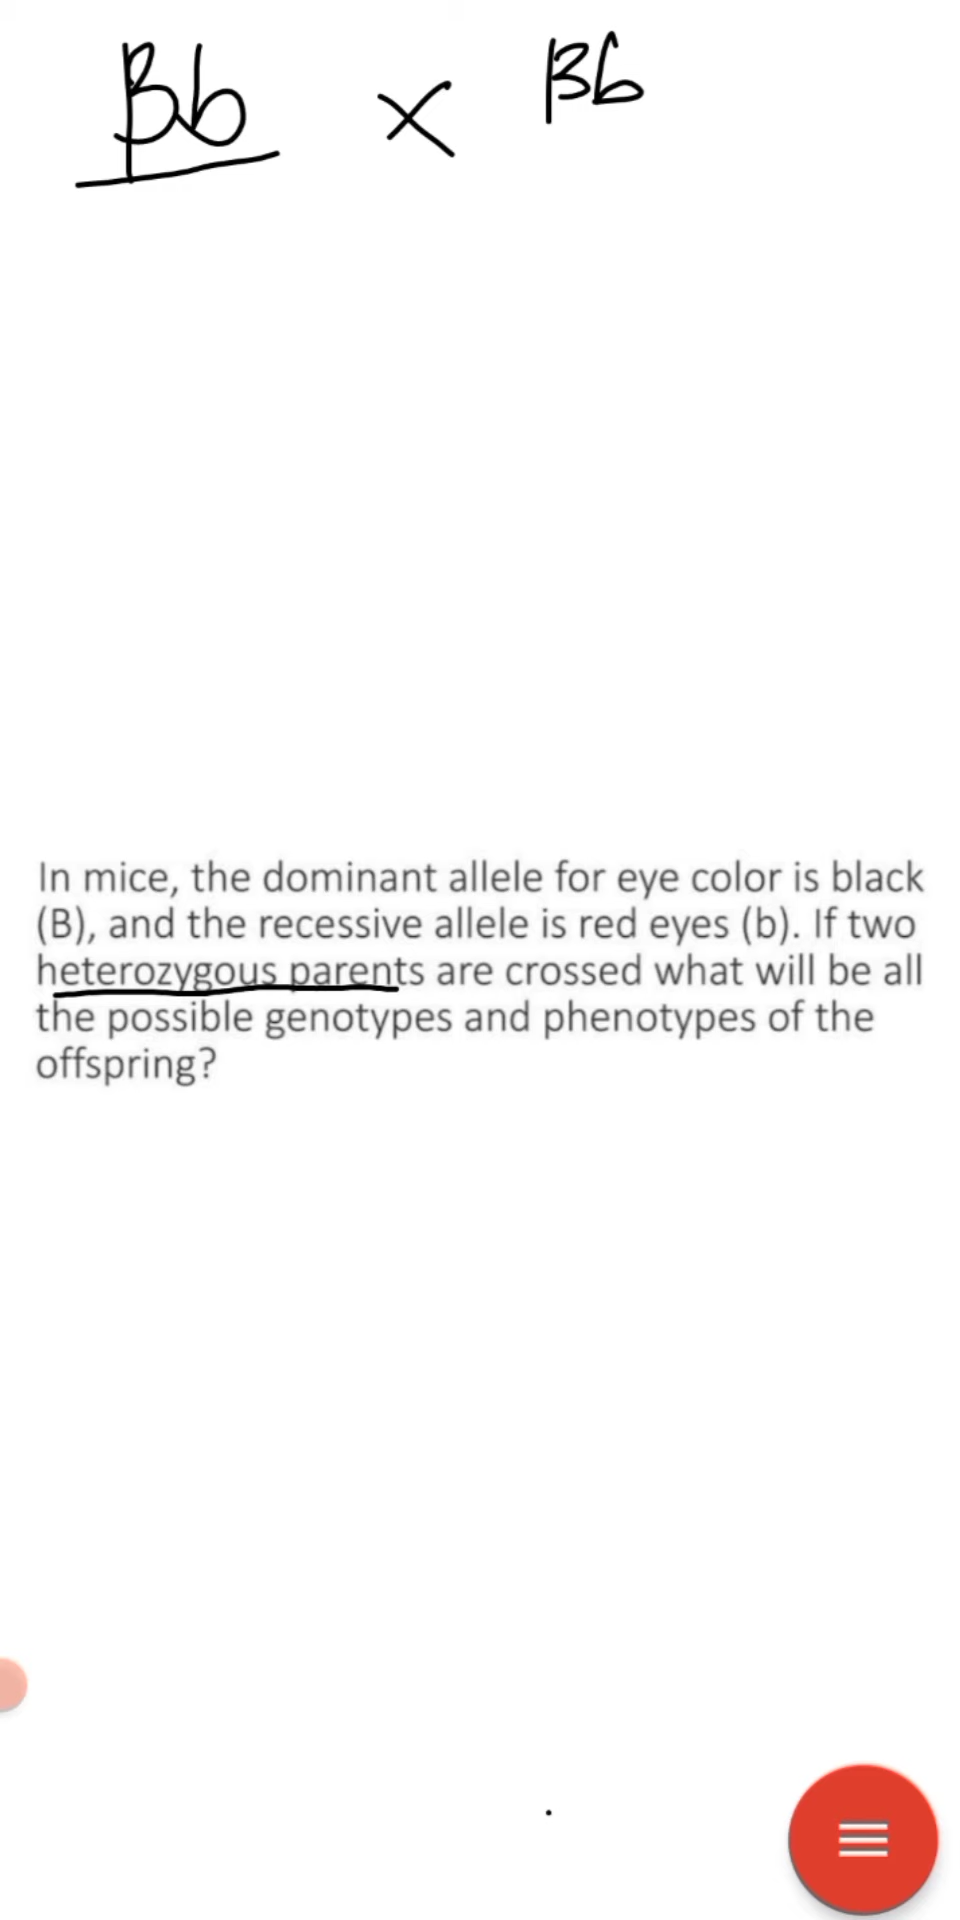 Bb × Bb
In mice, the dominant allele for eye color is black
(B), and the recessive allele is red eyes (b). If two
heterozygous parents are crossed what will be all
the possible genotypes and phenotypes of the
offspring?